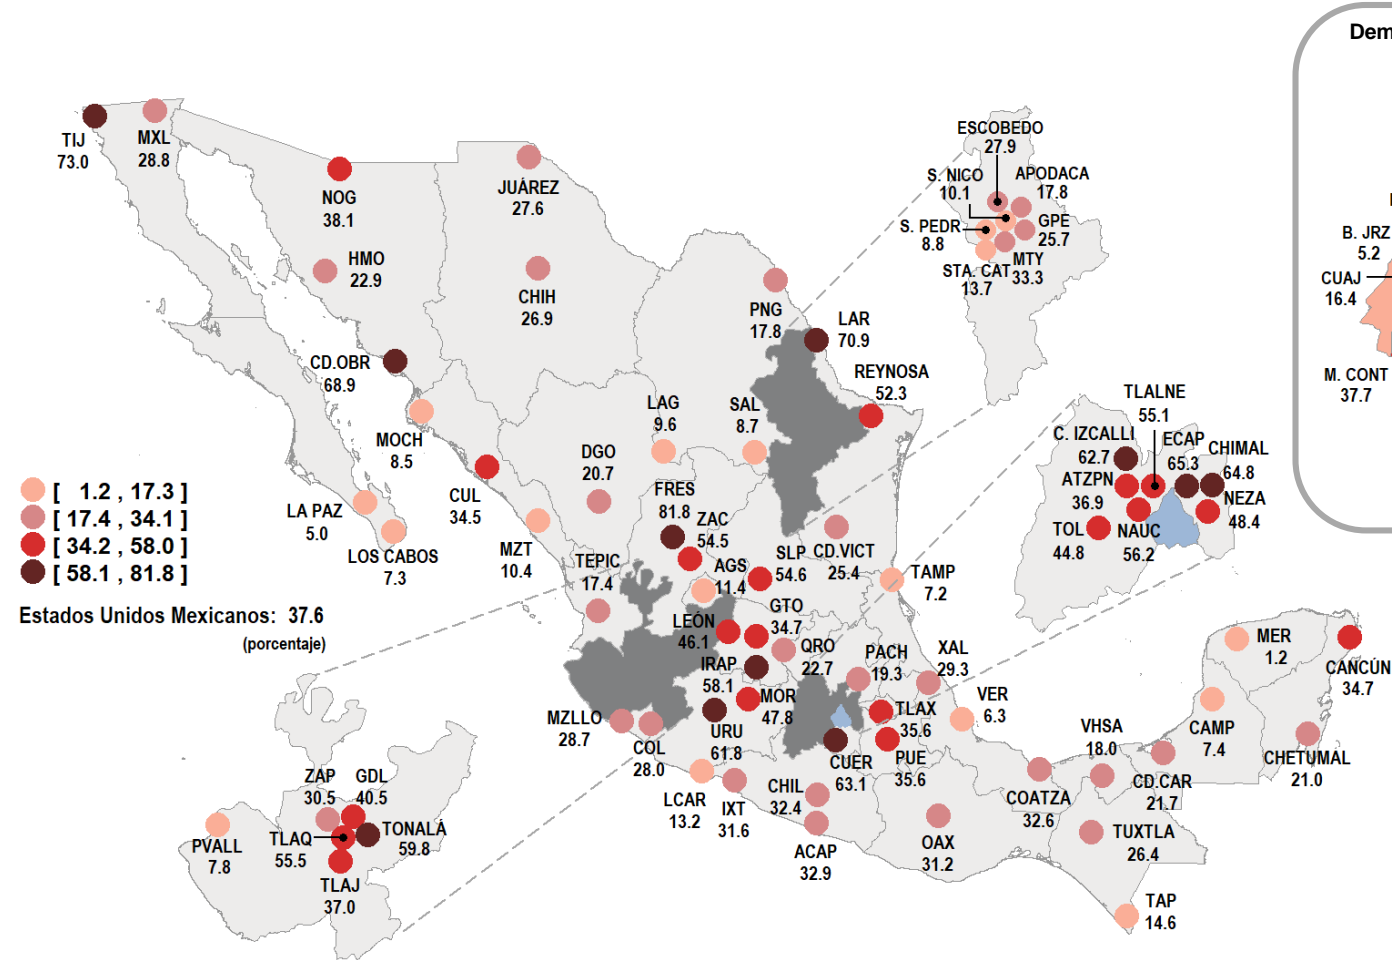 Dem
ESCOBEDO
27.9
TIJ
73.0
MXL
28.8
S. NICO
10.1
APODACA
17.8
JUÁREZ
27.6
NOG
38.1
S. PEDR
8.8
GPE
25.7
B. JRZ
5.2
HMO
22.9
STA. CAT
13.7
MTY
33.3
CUAJ
16.4
CHIH
26.9
PNG
17.8
LAR
70.9
CD.OBR
68.9
REYNOSA
52.3
M. CONT
37.7
TLALNE
55.1
LAG
9.6
SAL
8.7
MOCH
8.5
C. IZCALLI
62.7
ECAP
65.3
CHIMAL
64.8
DGO
20.7
ATZPN
36.9
NEZA
48.4
[ 1.2 , 17.3 ]
[ 17.4 , 34.1 ]
[ 34.2 , 58.0 ]
[ 58.1 , 81.8 ]
Estados Unidos Mexicanos: 37.6
(porcentaje)
LA PAZ
5.0
CUL
34.5
FRES
81.8
ZAC
54.5
TOL
44.8
NAUC
56.2
LOS CABOS
7.3
MZT
10.4
TEPIC
17.4
AGS
11.4
SLP
54.6
CD.VICT
25.4
TAMP
7.2
LEÓN
46.1
GTO
34.7
QRO
22.7
PACH
19.3
XAL
29.3
MER
1.2
CANCÚN
34.7
IRAP
58.1
MOR
47.8
TLAX
35.6
VER
6.3
MZLLO
28.7
COL
28.0
URU
61.8
CUER
63.1
PUE
35.6
VHSA
18.0
CAMP
7.4
CHETUMAL
21.0
ZAP
30.5
GDL
40.5
LCAR
13.2
IXT
31.6
CHIL
32.4
COATZA
32.6
CD.CAR
21.7
PVALL
7.8
TLAQ
55.5
TONALÁ
59.8
ACAP
32.9
OAX
31.2
TUXTLA
26.4
TLAJ
37.0
TAP
14.6